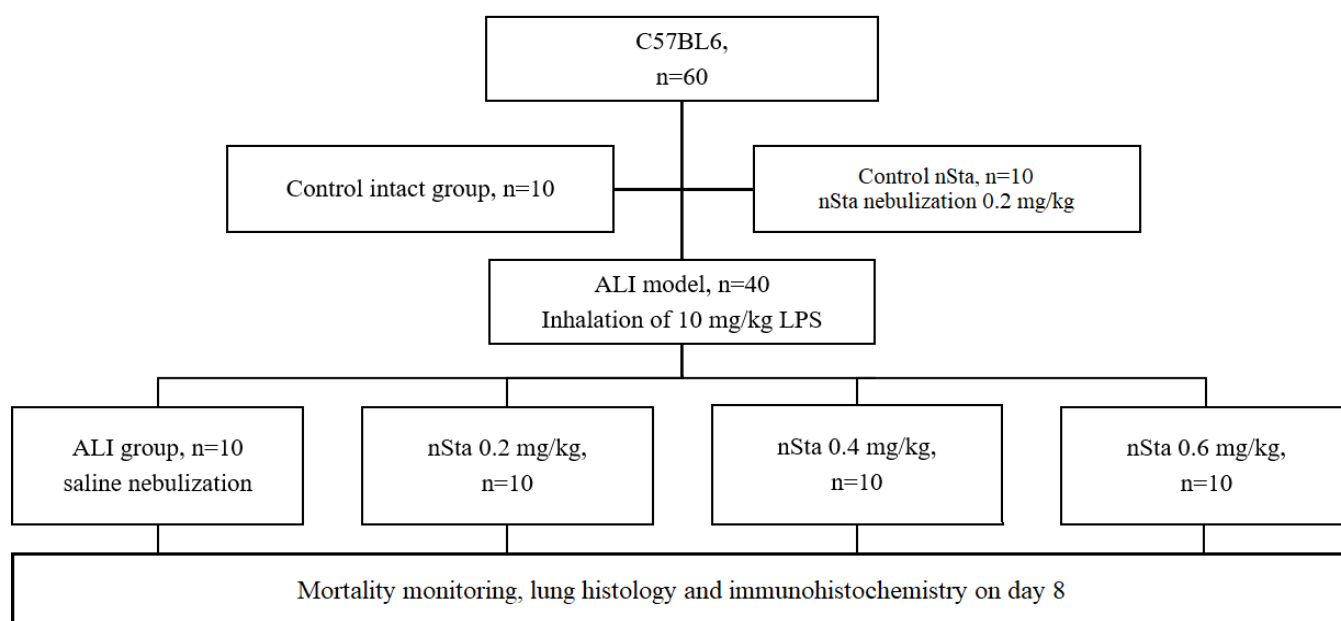 C57BL6,
n=60
Control intact group, n=10
Control nSta, n=10
nSta nebulization 0.2 mg/kg
ALI model, n=40
Inhalation of 10 mg/kg LPS
ALI group, n=10
saline nebulization
nSta 0.2 mg/kg,
n=10
nSta 0.4 mg/kg,
n=10
nSta 0.6 mg/kg,
n=10
Mortality monitoring, lung histology and immunohistochemistry on day 8